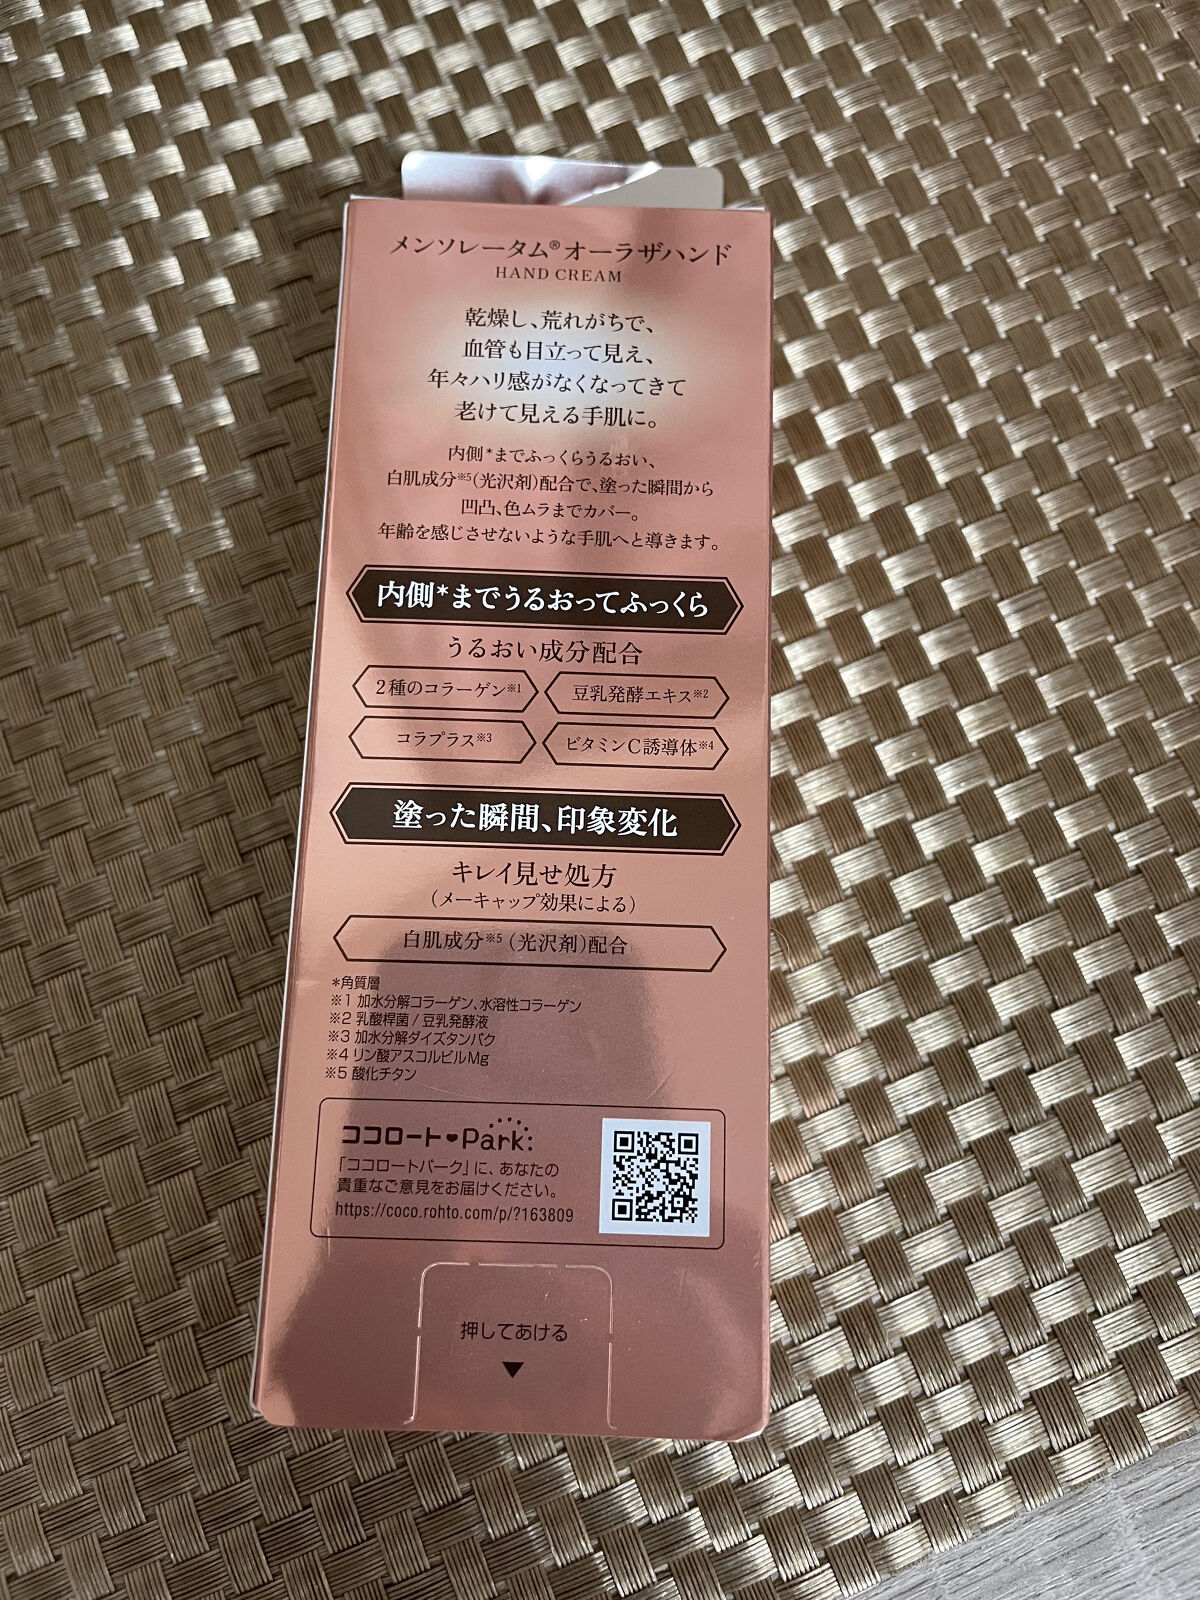 メンソレータム®オーラザハンド
HAND CREAM
乾燥し、荒れがちで、
血管も目立って見え、
年々ハリ感がなくなってきて
老けて見える手肌に。
内側*までふっくらうるおい、
白肌成分※5(光沢剤)配合で、塗った瞬間から
凹凸、色ムラまでカバー。
年齢を感じさせないような手肌へと導きます。
内側*までうるおってふっくら
うるおい成分配合
2種のコラーゲン※1 豆乳発酵エキス※2
コラプラス※3 ビタミンC誘導体※4
塗った瞬間、印象変化
キレイ見せ処方
(メーキャップ効果による)
白肌成分※5(光沢剤)配合
*角質層
※1 加水分解コラーゲン、水溶性コラーゲン
※2 乳酸桿菌/豆乳発酵液
※3 加水分解ダイズタンパク
※4 リン酸アスコルビルMg
※5 酸化チタン
ココロート♥Park
「ココロートパーク」に、あなたの
貴重なご意見をお届けください。
https://coco.rohto.com/p/?163809
押してあける
▼